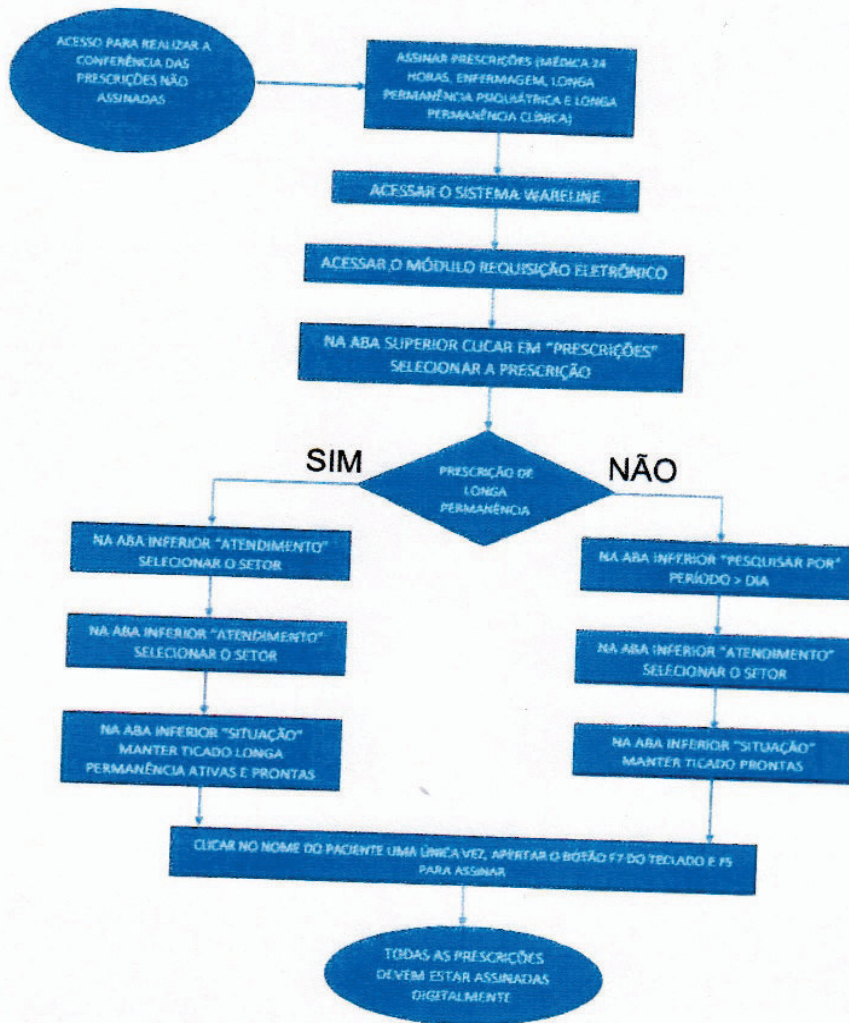 ACESSO PARA REALIZAR A
CONFERÊNCIA DAS
PRESCRIÇÕES NÃO
ASSINADAS
ASSINAR PRESCRIÇÕES (MÉDICA 24
HORAS, ENFERMAGEM, LONGA
PERMANÊNCIA PSIQUIÁTRICA E LONGA
PERMANÊNCIA CLÍNICA)
ACESSAR O SISTEMA WARELINE
ACESSAR O MÓDULO REQUISIÇÃO ELETRÔNICO
NA ABA SUPERIOR CLICAR EM "PRESCRIÇÕES"
SELECIONAR A PRESCRIÇÃO
PRESCRIÇÃO DE
LONGA
PERMANÊNCIA
SIM
NÃO
NA ABA INFERIOR "ATENDIMENTO"
SELECIONAR O SETOR
NA ABA INFERIOR "ATENDIMENTO"
SELECIONAR O SETOR
NA ABA INFERIOR "SITUAÇÃO"
MANTER TICADO LONGA
PERMANÊNCIA ATIVAS E PRONTAS
NA ABA INFERIOR "PESQUISAR POR"
PERÍODO > DIA
NA ABA INFERIOR "ATENDIMENTO"
SELECIONAR O SETOR
NA ABA INFERIOR "SITUAÇÃO"
MANTER TICADO PRONTAS
CLICAR NO NOME DO PACIENTE UMA ÚNICA VEZ, APERTAR O BOTÃO F7 DO TECLADO E F5
PARA ASSINAR
TODAS AS PRESCRIÇÕES
DEVEM ESTAR ASSINADAS
DIGITALMENTE